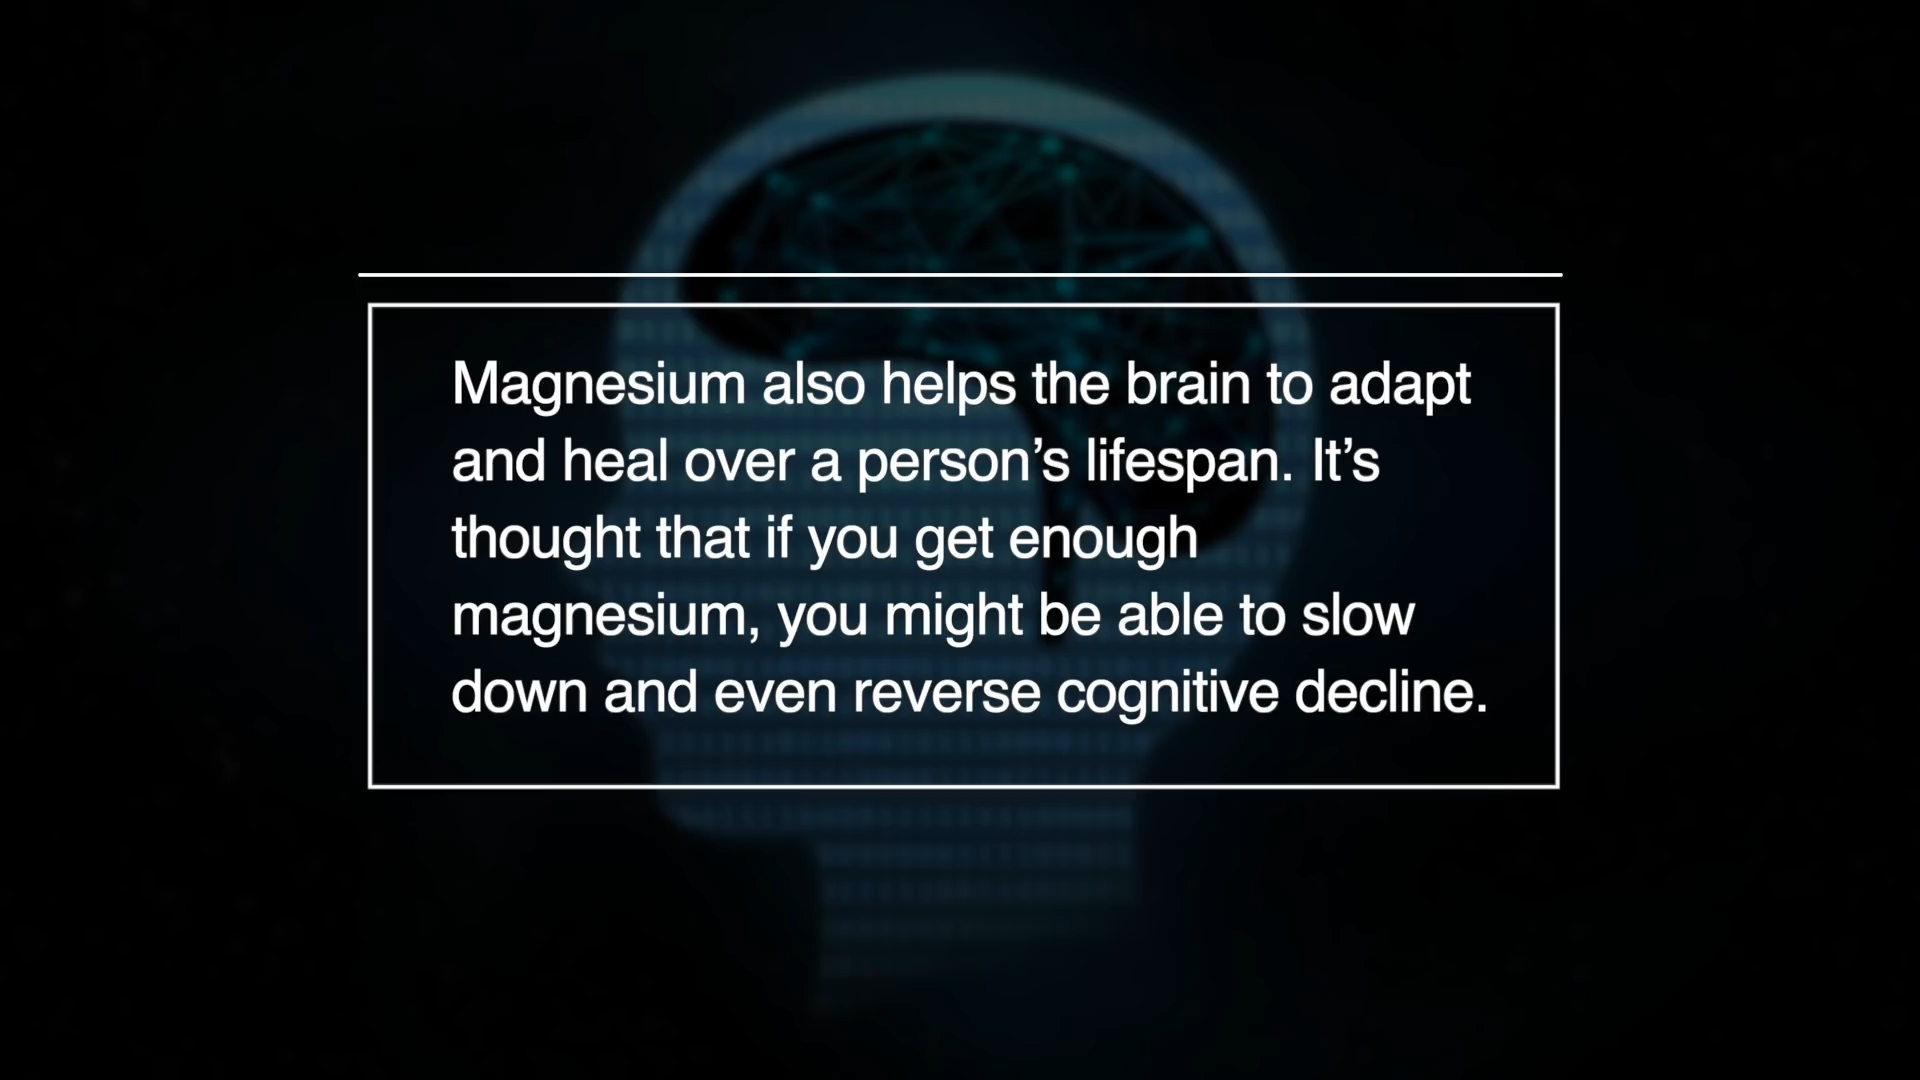 Magnesium also helps the brain to adapt
and heal over a person’s lifespan. It’s
thought that if you get enough
magnesium, you might be able to slow
down and even reverse cognitive decline.